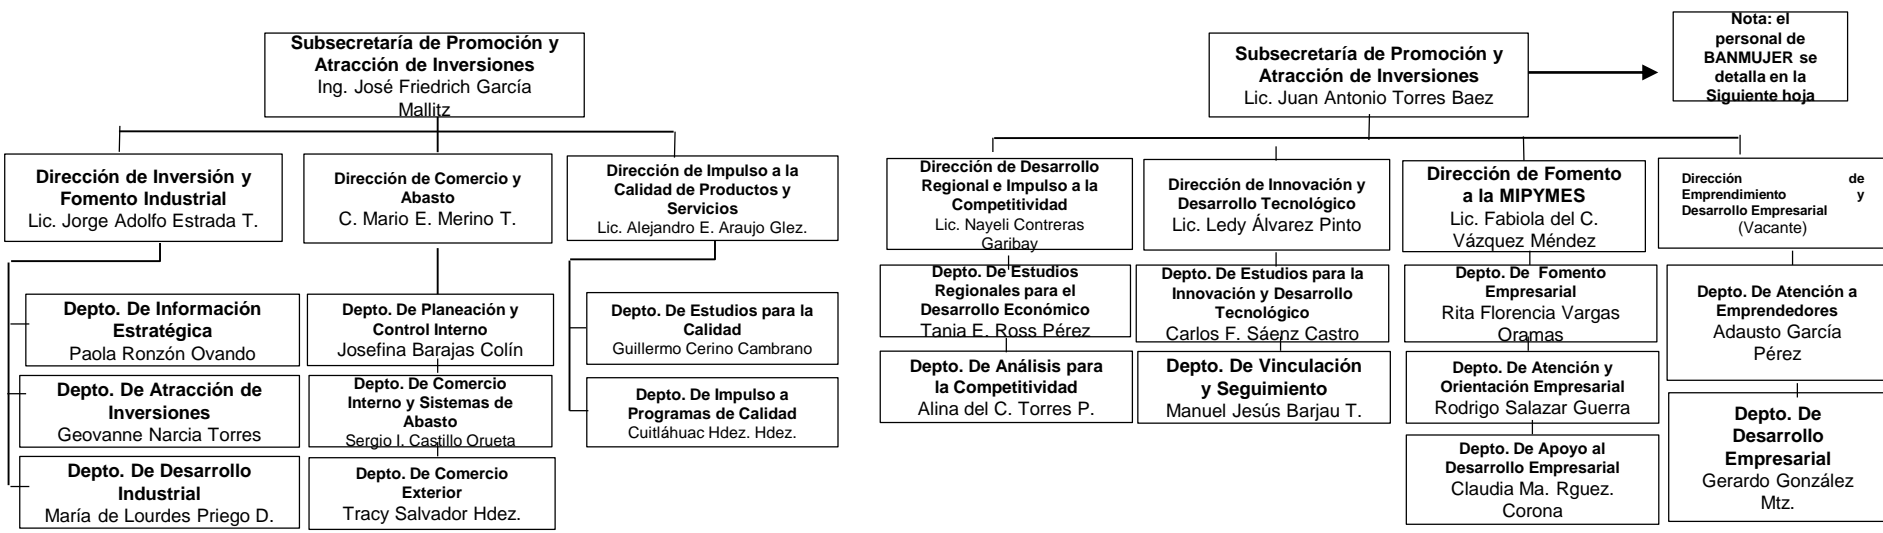 Subsecretaría de Promoción y
Atracción de Inversiones
Ing. José Friedrich García
Mallitz
Dirección de Inversión y
Fomento Industrial
Lic. Jorge Adolfo Estrada T.
Dirección de Comercio y
Abasto
C. Mario E. Merino T.
Dirección de Impulso a la
Calidad de Productos y
Servicios
Lic. Alejandro E. Araujo Glez.
Depto. De Información
Estratégica
Paola Ronzón Ovando
Depto. De Atracción de
Inversiones
Geovanne Narcia Torres
Depto. De Desarrollo
Industrial
María de Lourdes Priego D.
Depto. De Planeación y
Control Interno
Josefina Barajas Colín
Depto. De Comercio
Interno y Sistemas de
Abasto
Sergio I. Castillo Orueta
Depto. De Comercio
Exterior
Tracy Salvador Hdez.
Depto. De Estudios para la
Calidad
Guillermo Cerino Cambrano
Depto. De Impulso a
Programas de Calidad
Cuitláhuac Hdez. Hdez.
Subsecretaría de Promoción y
Atracción de Inversiones
Lic. Juan Antonio Torres Baez
Nota: el
personal de
BANMUJER se
detalla en la
Siguiente hoja
Dirección de Desarrollo
Regional e Impulso a la
Competitividad
Lic. Nayeli Contreras
Garibay
Dirección de Innovación y
Desarrollo Tecnológico
Lic. Ledy Álvarez Pinto
Dirección de Fomento
a la MIPYMES
Lic. Fabiola del C.
Vázquez Méndez
Dirección de
Emprendimiento y
Desarrollo Empresarial
(Vacante)
Depto. De Estudios
Regionales para el
Desarrollo Económico
Tania E. Ross Pérez
Depto. De Análisis para
la Competitividad
Alina del C. Torres P.
Depto. De Estudios para la
Innovación y Desarrollo
Tecnológico
Carlos F. Sáenz Castro
Depto. De Vinculación
y Seguimiento
Manuel Jesús Barjau T.
Depto. De Fomento
Empresarial
Rita Florencia Vargas
Oramas
Depto. De Atención y
Orientación Empresarial
Rodrigo Salazar Guerra
Depto. De Apoyo al
Desarrollo Empresarial
Claudia Ma. Rguez.
Corona
Depto. De Atención a
Emprendedores
Adausto García
Pérez
Depto. De
Desarrollo
Empresarial
Gerardo González
Mtz.